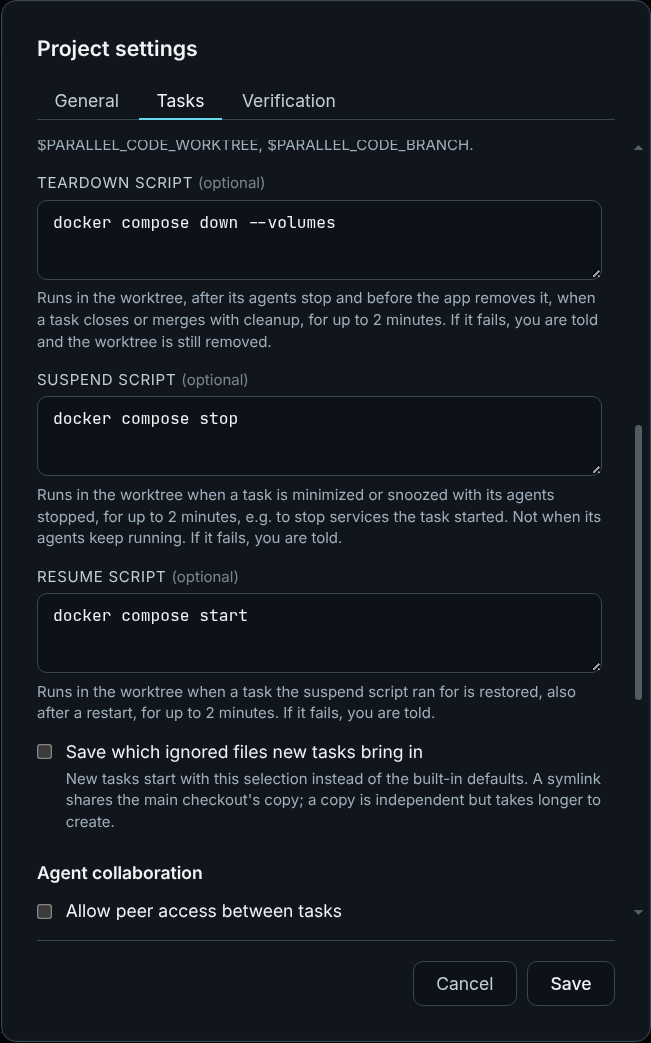 Project settings
General
Tasks
Verification
$PARALLEL_CODE_WORKTREE, $PARALLEL_CODE_BRANCH.
TEARDOWN SCRIPT (optional)
docker compose down --volumes
Runs in the worktree, after its agents stop and before the app removes it, when
a task closes or merges with cleanup, for up to 2 minutes. If it fails, you are told
and the worktree is still removed.
SUSPEND SCRIPT (optional)
docker compose stop
Runs in the worktree when a task is minimized or snoozed with its agents
stopped, for up to 2 minutes, e.g. to stop services the task started. Not when its
agents keep running. If it fails, you are told.
RESUME SCRIPT (optional)
docker compose start
Runs in the worktree when a task the suspend script ran for is restored, also
after a restart, for up to 2 minutes. If it fails, you are told.
Save which ignored files new tasks bring in
New tasks start with this selection instead of the built-in defaults. A symlink
shares the main checkout's copy; a copy is independent but takes longer to
create.
Agent collaboration
Allow peer access between tasks
Cancel
Save